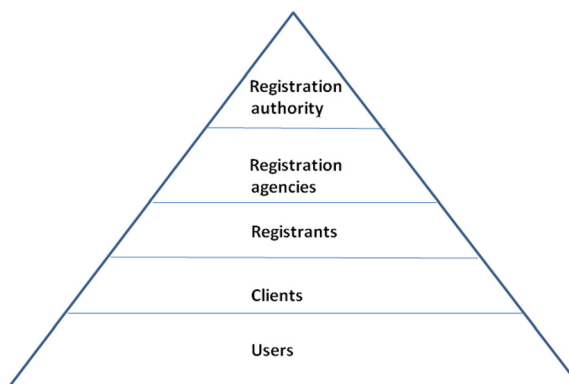 Registration
authority
Registration
agencies
Registrants
Clients
Users